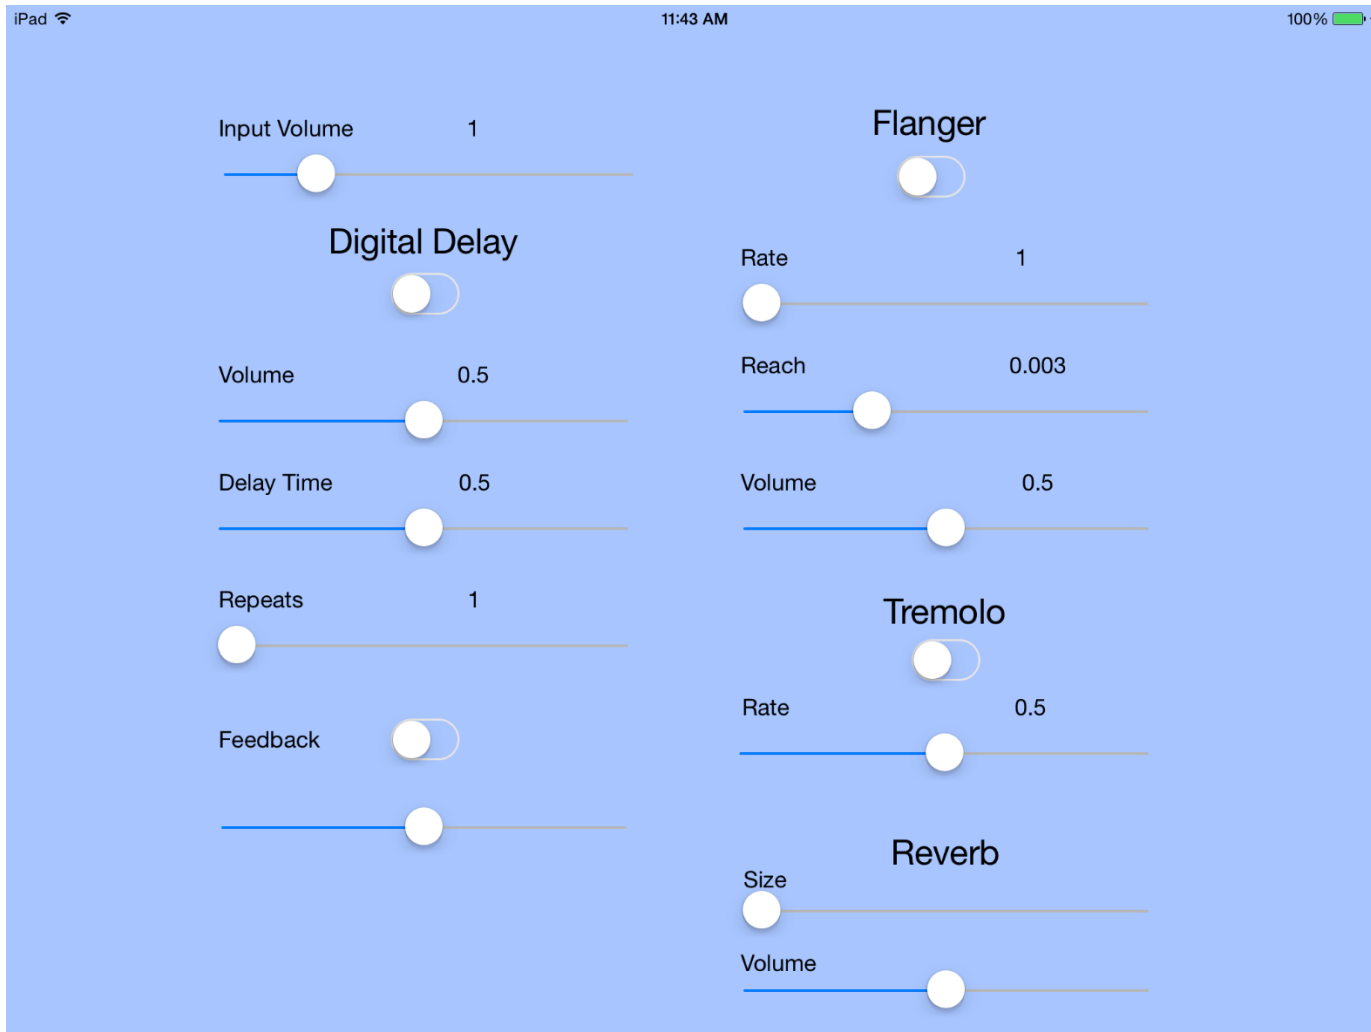 iPad
11:43 AM
100%
Input Volume 1
Digital Delay
Volume 0.5
Delay Time 0.5
Repeats 1
Feedback
Flanger
Rate 1
Reach 0.003
Volume 0.5
Tremolo
Rate 0.5
Reverb
Size
Volume